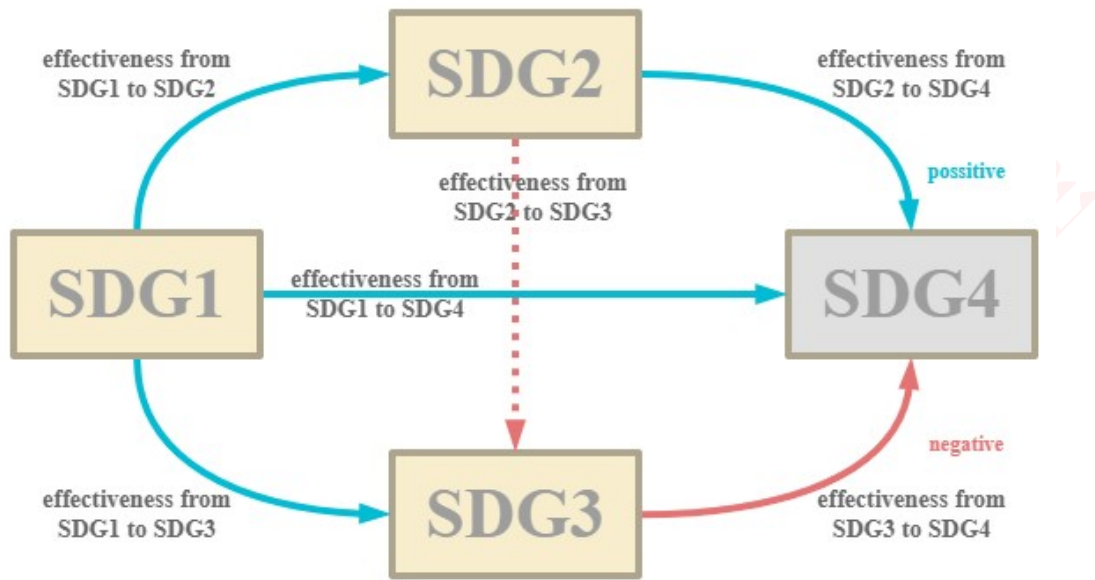 effectiveness from
SDG1 to SDG2
SDG2
effectiveness from
SDG2 to SDG4
possitive
effectiveness from
SDG2 to SDG3
SDG1
effectiveness from
SDG1 to SDG4
SDG4
negative
effectiveness from
SDG1 to SDG3
SDG3
effectiveness from
SDG3 to SDG4